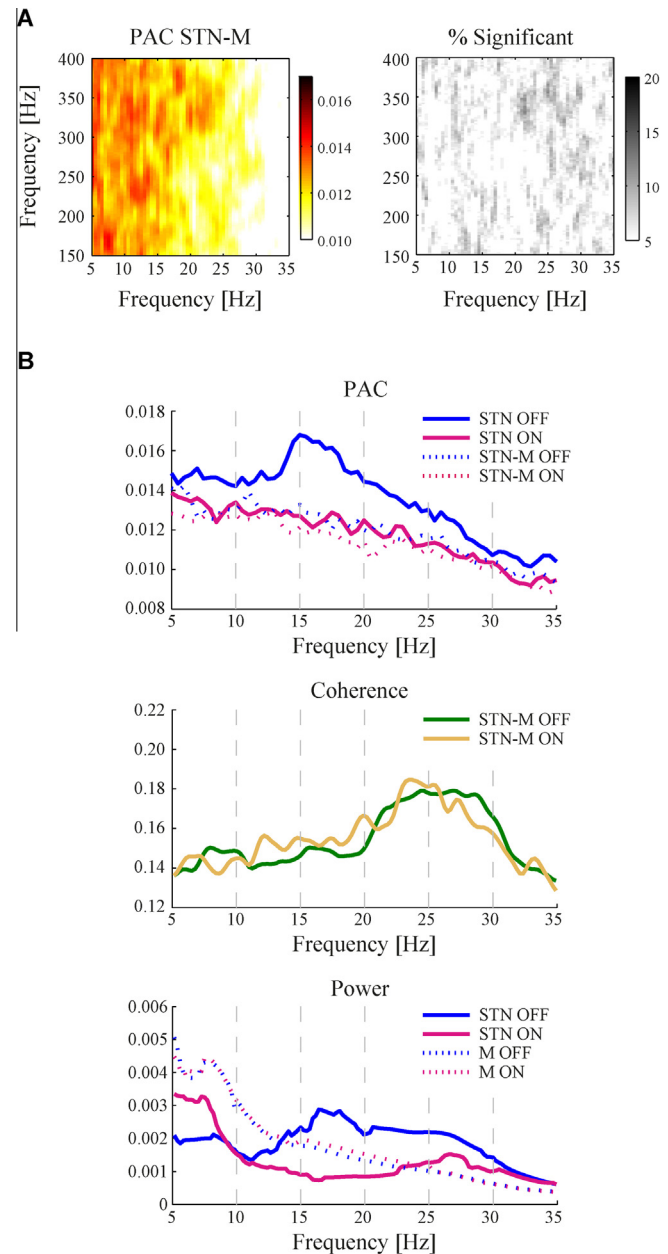 A
PAC STN-M
% Significant
Frequency [Hz]
400
350
300
250
200
150
5 10 15 20 25 30 35
Frequency [Hz]
0.016
0.014
0.012
0.010
400
350
300
250
200
150
5 10 15 20 25 30 35
Frequency [Hz]
20
15
10
5
B
PAC
0.018
0.016
0.014
0.012
0.010
0.008
STN OFF
STN ON
STN-M OFF
STN-M ON
5 10 15 20 25 30 35
Frequency [Hz]
Coherence
0.22
0.20
0.18
0.16
0.14
0.12
STN-M OFF
STN-M ON
5 10 15 20 25 30 35
Frequency [Hz]
Power
0.006
0.005
0.004
0.003
0.002
0.001
0
STN OFF
STN ON
M OFF
M ON
5 10 15 20 25 30 35
Frequency [Hz]